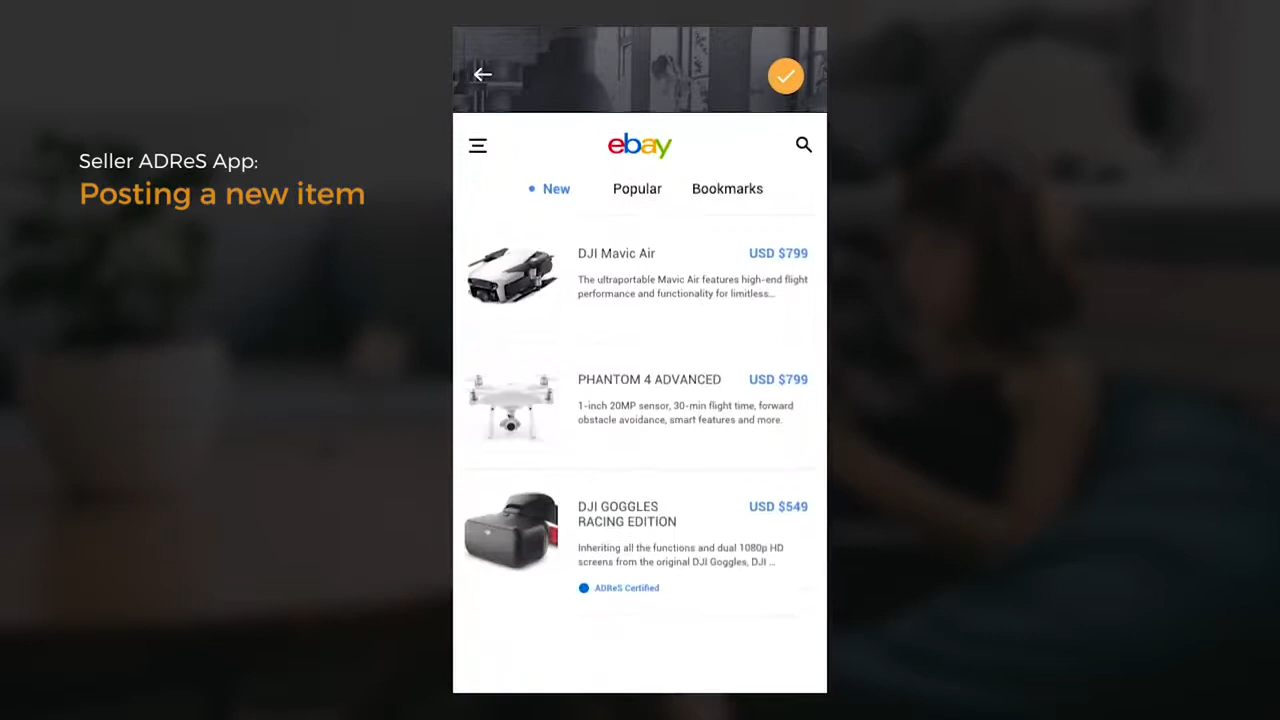 Seller ADReS App:
Posting a new item
ebay
New
Popular
Bookmarks
DJI Mavic Air
USD $799
The ultraportable Mavic Air features high-end flight
performance and functionality for limitless...
PHANTOM 4 ADVANCED
USD $799
1-inch 20MP sensor, 30-min flight time, forward
obstacle avoidance, smart features and more.
DJI GOGGLES
RACING EDITION
USD $549
Inheriting all the functions and dual 1080p HD
screens from the original DJI Goggles, DJI ...
ADReS Certified